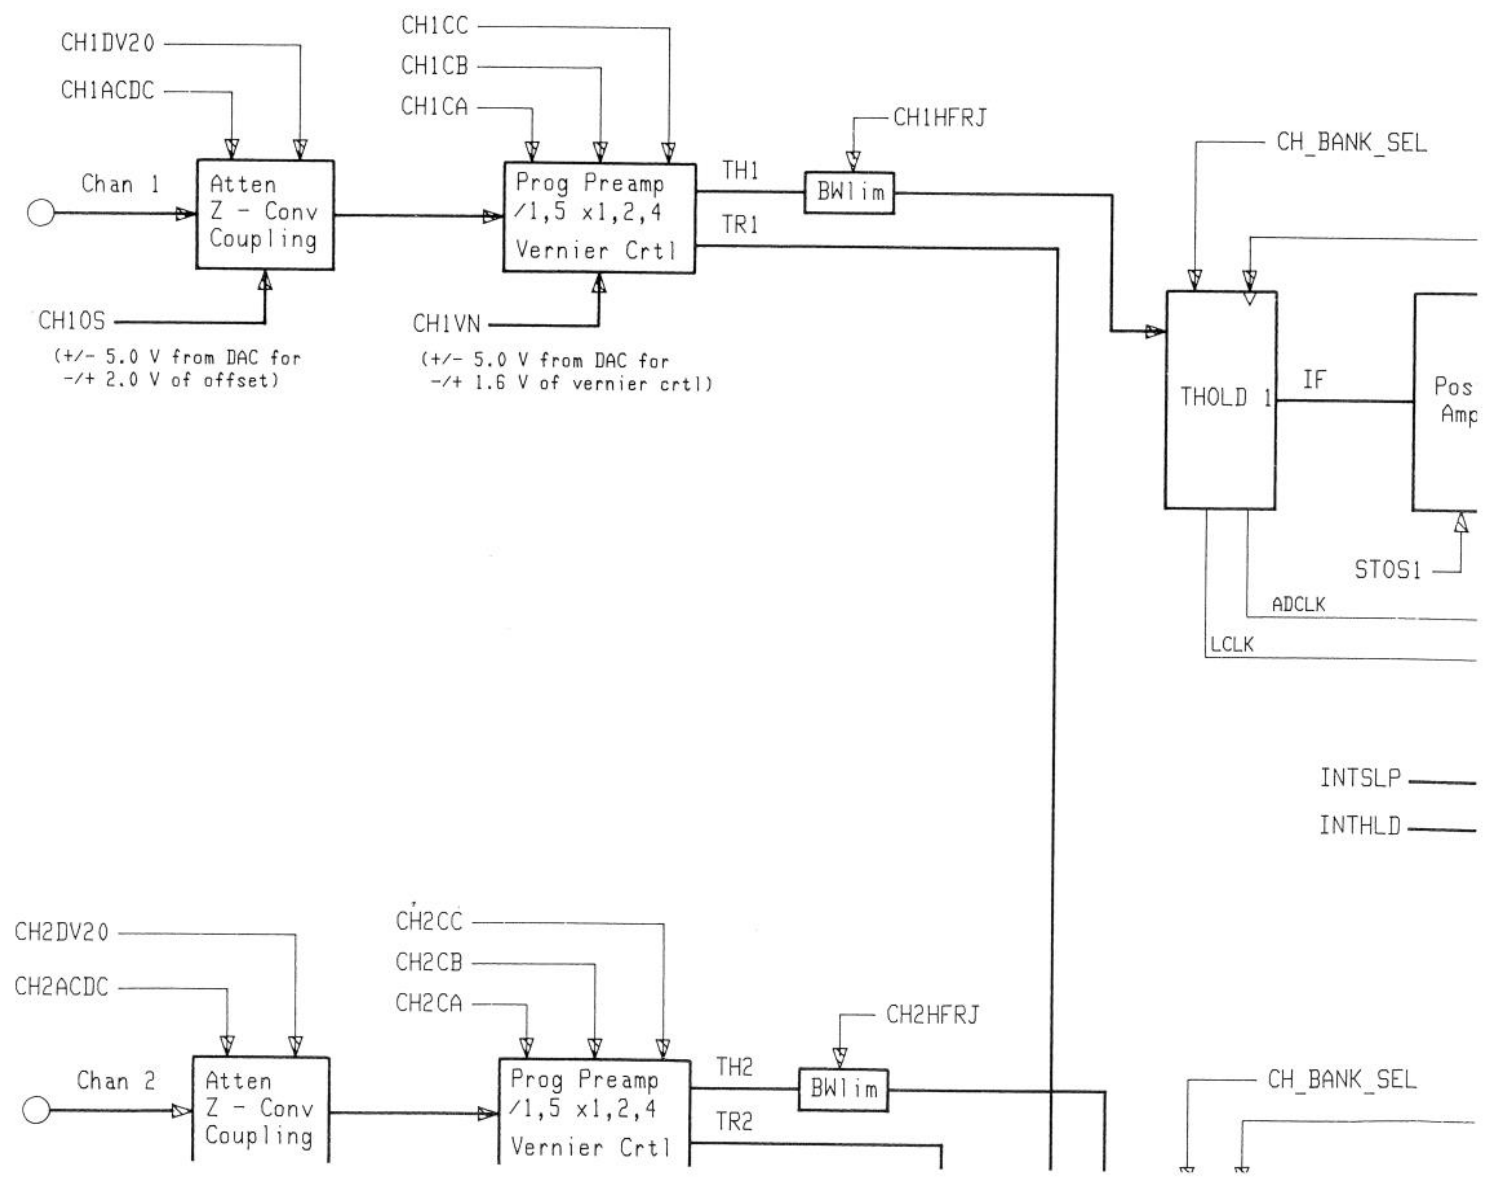 CH1CC
CH1DV20
CH1CB
CH1ACDC
CH1CA
CH1HFRJ
CH_BANK_SEL
TH1
Chan 1
Atten
Z - Conv
Coupling
Prog Preamp
/1,5 x1,2,4
Vernier Crtl
BWlim
TR1
CH1OS
(+/- 5.0 V from DAC for
-/+ 2.0 V of offset)
CH1VN
(+/- 5.0 V from DAC for
-/+ 1.6 V of vernier crtl)
THOLD 1
IF
Pos
Amp
STOS1
ADCLK
LCLK
INTSLP
INTHLD
CH2CC
CH2DV20
CH2CB
CH2ACDC
CH2CA
CH2HFRJ
TH2
CH_BANK_SEL
Chan 2
Atten
Z - Conv
Coupling
Prog Preamp
/1,5 x1,2,4
Vernier Crtl
BWlim
TR2